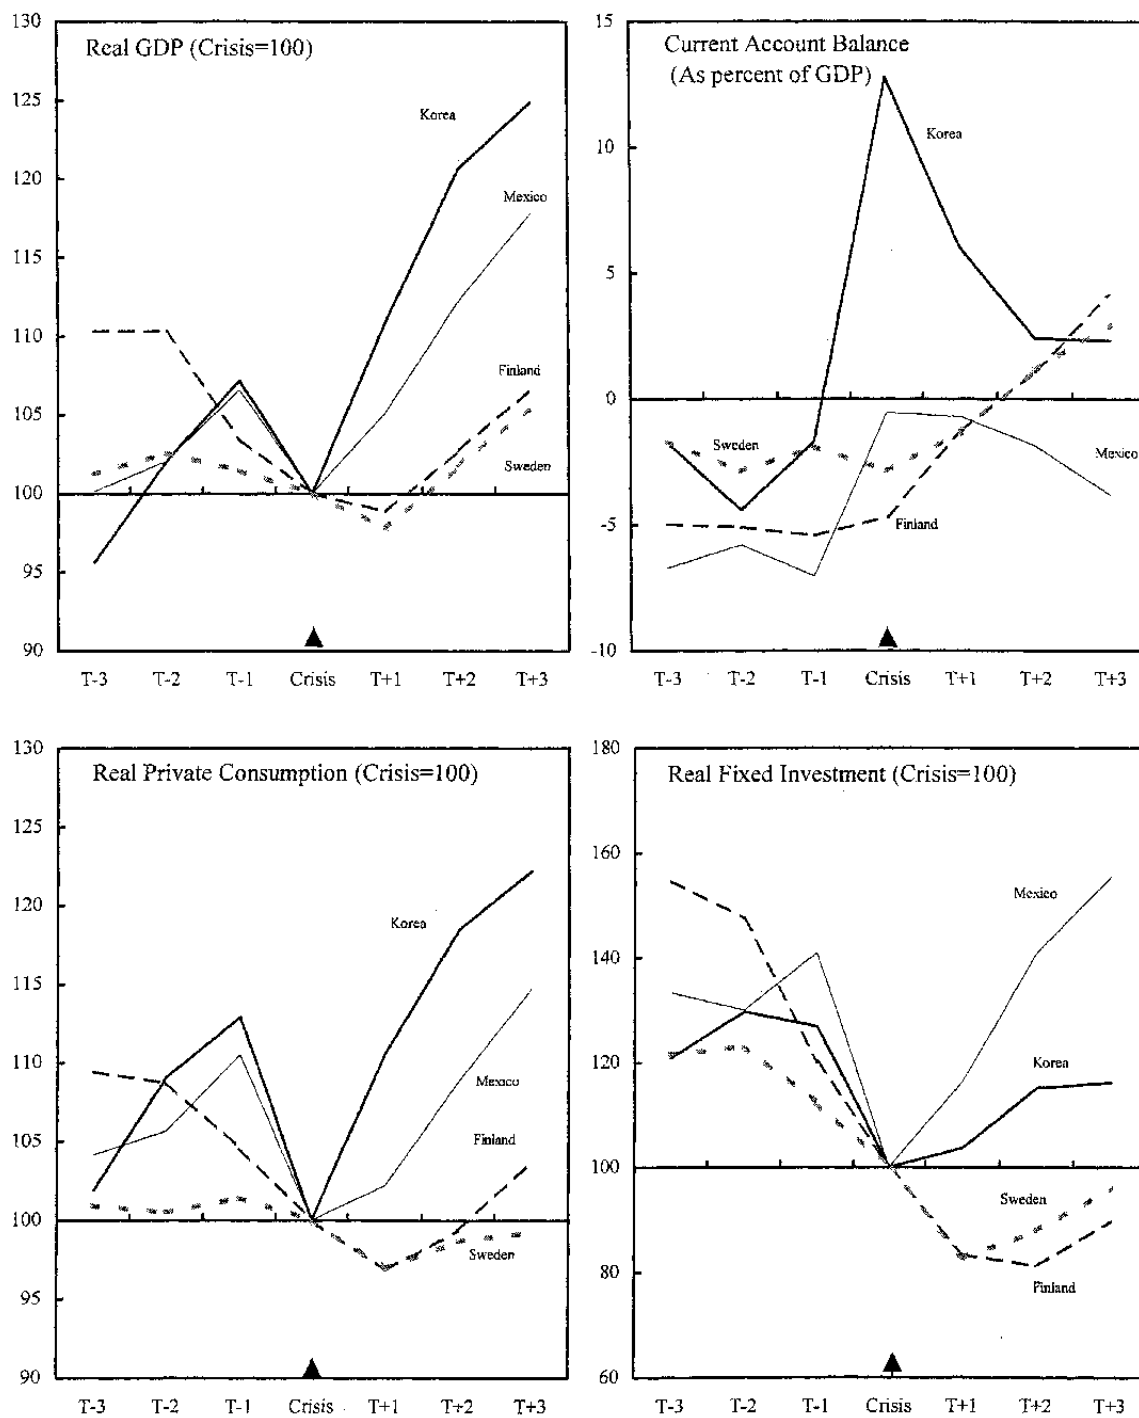 Real GDP (Crisis=100)
130
125
120
115
110
105
100
95
90
Korea
Mexico
Finland
Sweden
T-3 T-2 T-1 Crisis T+1 T+2 T+3
Current Account Balance
(As percent of GDP)
15
10
5
0
-5
-10
Korea
Sweden
Mexico
Finland
T-3 T-2 T-1 Crisis T+1 T+2 T+3
Real Private Consumption (Crisis=100)
130
125
120
115
110
105
100
95
90
Korea
Mexico
Finland
Sweden
T-3 T-2 T-1 Crisis T+1 T+2 T+3
Real Fixed Investment (Crisis=100)
180
160
140
120
100
80
60
Mexico
Korea
Sweden
Finland
T-3 T-2 T-1 Crisis T+1 T+2 T+3